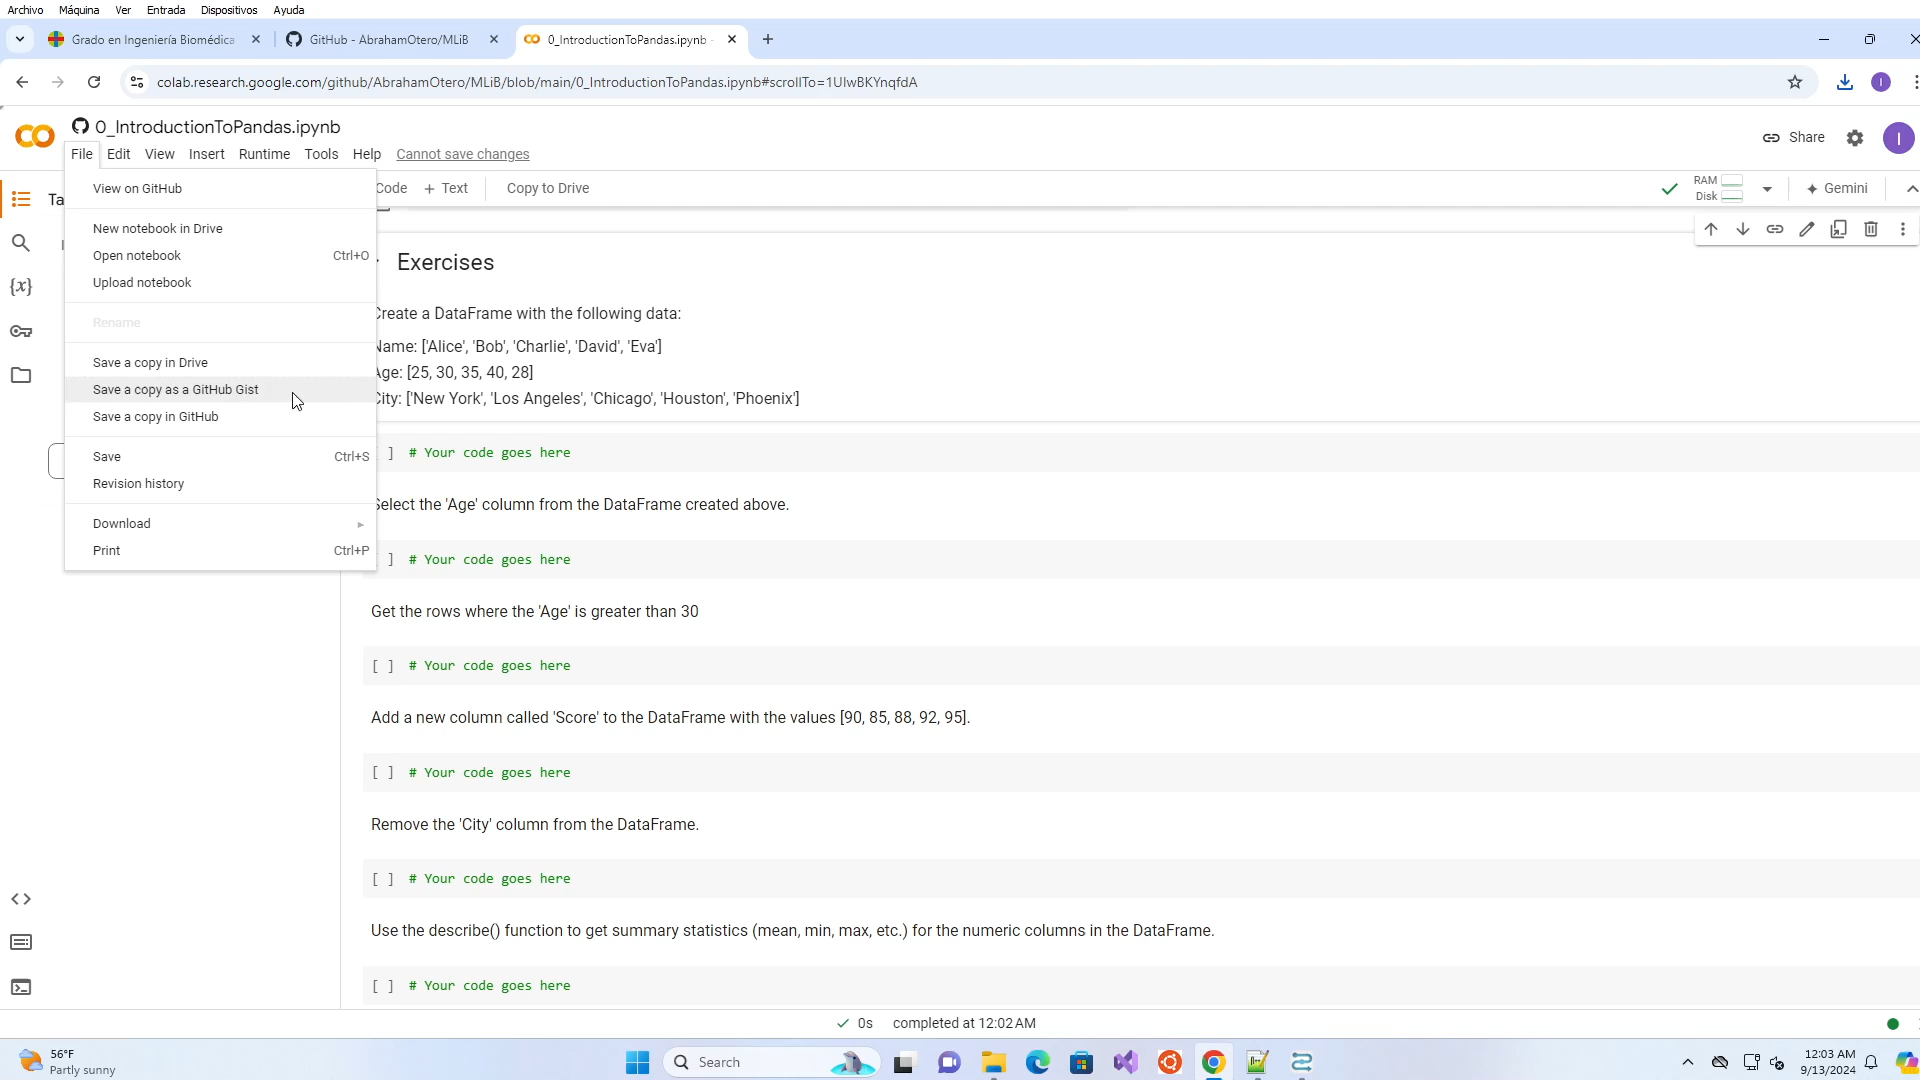 Archivo Máquina Ver Entrada Dispositivos Ayuda
Grado en Ingeniería Biomédica
GitHub - AbrahamOtero/MLiB
0_IntroductionToPandas.ipynb -
colab.research.google.com/github/AbrahamOtero/MLiB/blob/main/0_IntroductionToPandas.ipynb#scrollTo=1UlwBKYnqfdA
0_IntroductionToPandas.ipynb
Share
File Edit View Insert Runtime Tools Help Cannot save changes
Code + Text Copy to Drive
RAM
Disk
Gemini
Ta
View on GitHub
New notebook in Drive
Open notebook Ctrl+O
Upload notebook
Rename
Save a copy in Drive
Save a copy as a GitHub Gist
Save a copy in GitHub
Save Ctrl+S
Revision history
Download
Print Ctrl+P
Exercises
Create a DataFrame with the following data:
Name: ['Alice', 'Bob', 'Charlie', 'David', 'Eva']
Age: [25, 30, 35, 40, 28]
City: ['New York', 'Los Angeles', 'Chicago', 'Houston', 'Phoenix']
] # Your code goes here
Select the 'Age' column from the DataFrame created above.
] # Your code goes here
Get the rows where the 'Age' is greater than 30
[ ] # Your code goes here
Add a new column called 'Score' to the DataFrame with the values [90, 85, 88, 92, 95].
[ ] # Your code goes here
Remove the 'City' column from the DataFrame.
[ ] # Your code goes here
Use the describe() function to get summary statistics (mean, min, max, etc.) for the numeric columns in the DataFrame.
[ ] # Your code goes here
0s completed at 12:02 AM
56°F
Partly sunny
Search
12:03 AM
9/13/2024